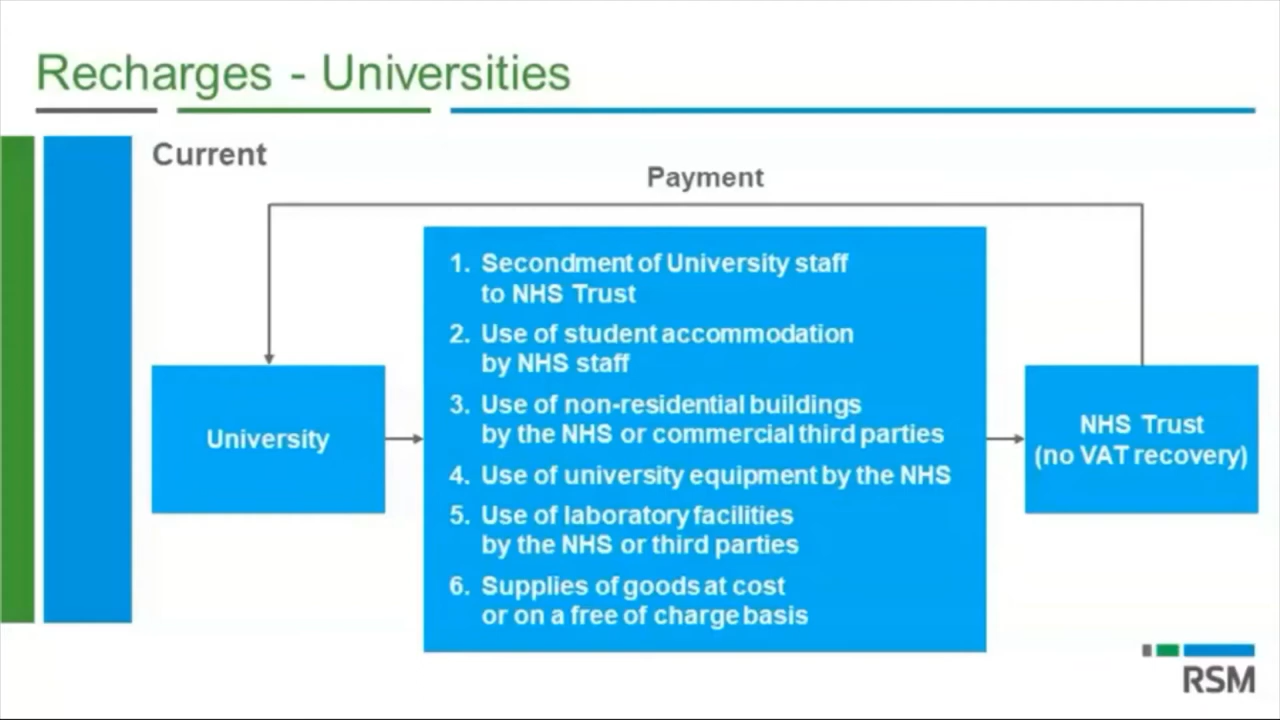 Recharges - Universities
Current
Payment
1. Secondment of University staff
to NHS Trust
2. Use of student accommodation
by NHS staff
3. Use of non-residential buildings
by the NHS or commercial third parties
4. Use of university equipment by the NHS
5. Use of laboratory facilities
by the NHS or third parties
6. Supplies of goods at cost
or on a free of charge basis
University
NHS Trust
(no VAT recovery)
RSM